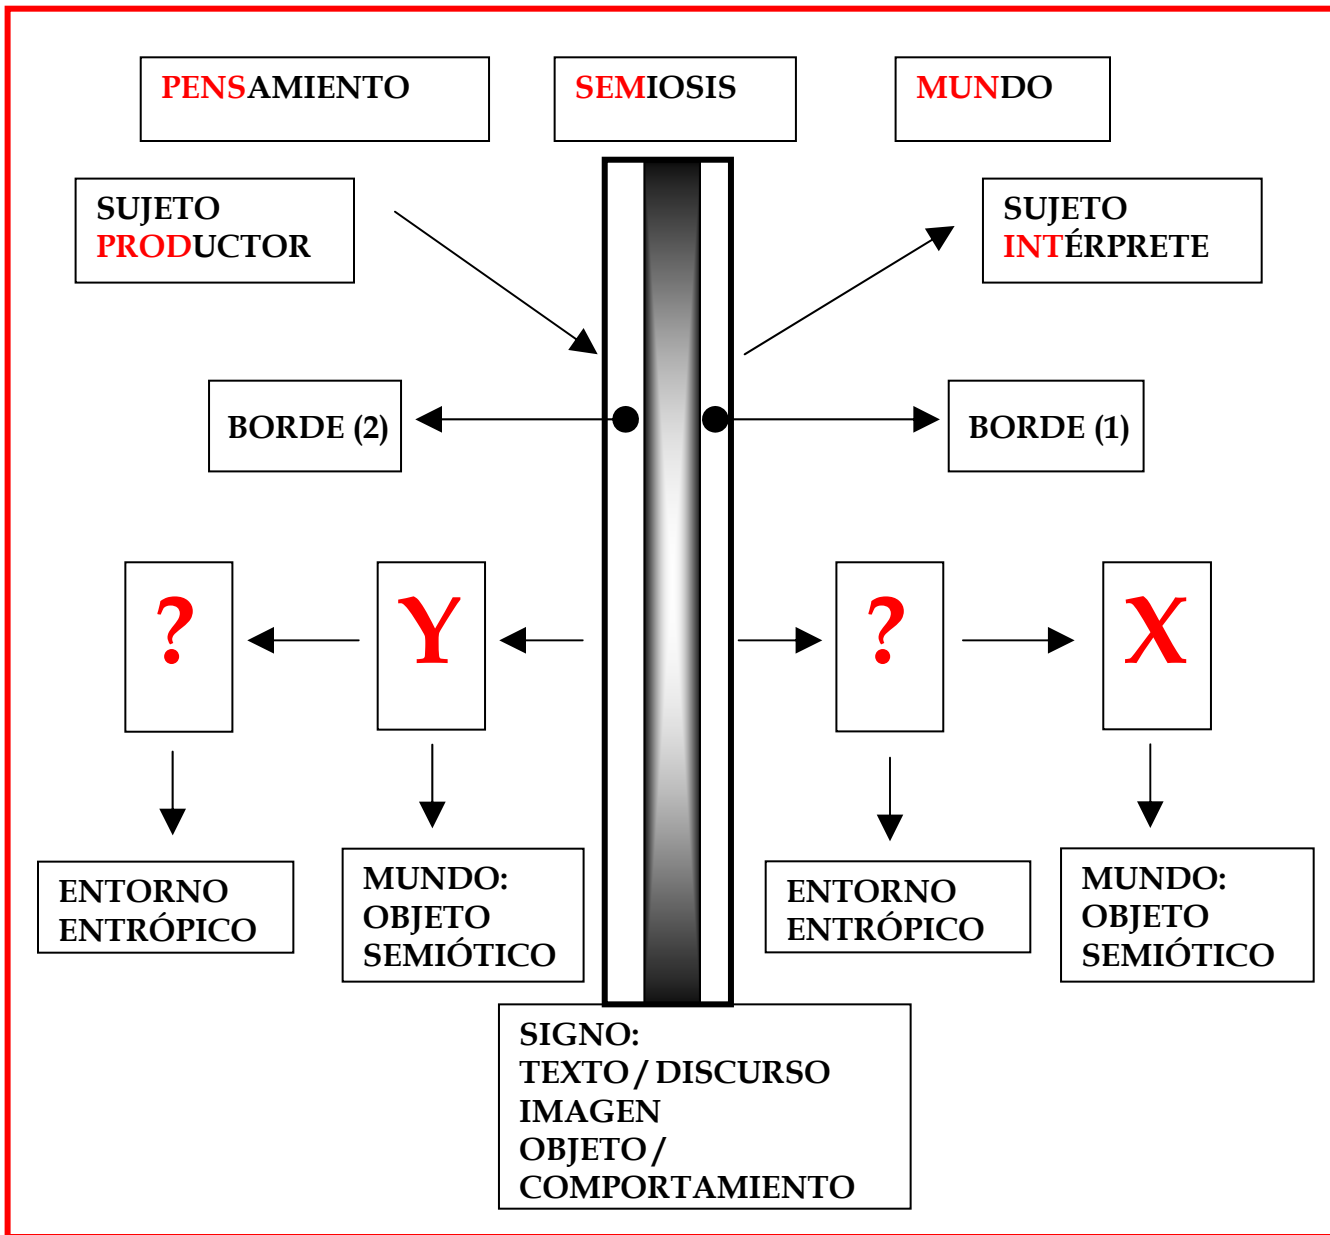 PENSAMIENTO
SEMIOSIS
MUNDO
SUJETO
PRODUCTOR
SUJETO
INTÉRPRETE
BORDE (2)
BORDE (1)
?
Y
?
X
ENTORNO
ENTRÓPICO
MUNDO:
OBJETO
SEMIÓTICO
ENTORNO
ENTRÓPICO
MUNDO:
OBJETO
SEMIÓTICO
SIGNO:
TEXTO / DISCURSO
IMAGEN
OBJETO /
COMPORTAMIENTO